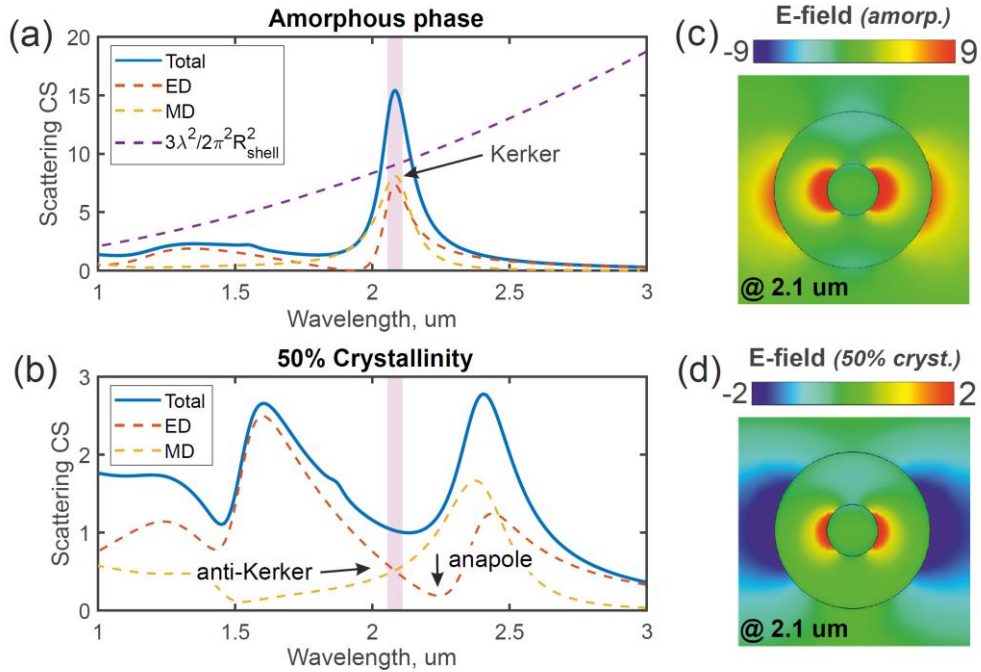 (a)
Amorphous phase
20
15
10
5
0
Scattering CS
Total
ED
MD
3λ²/2π²R²shell
Kerker
1 1.5 2 2.5 3
Wavelength, um
(b)
50% Crystallinity
3
2
1
0
Scattering CS
Total
ED
MD
anti-Kerker
anapole
1 1.5 2 2.5 3
Wavelength, um
(c)
E-field (amorp.)
-9 9
@ 2.1 um
(d)
E-field (50% cryst.)
-2 2
@ 2.1 um